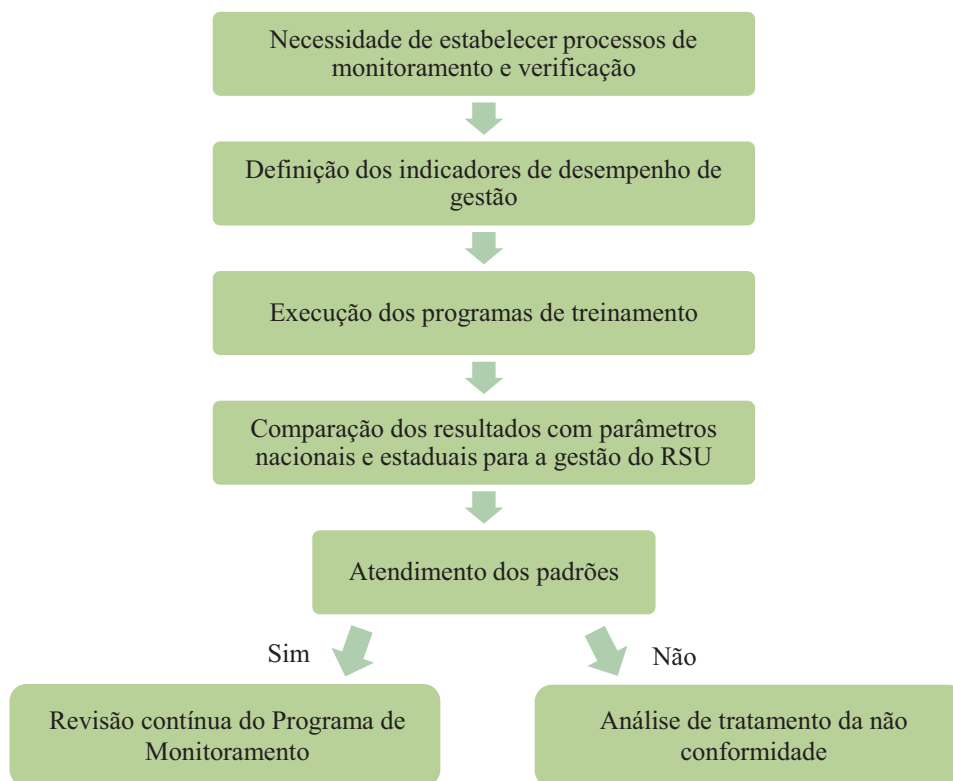 Necessidade de estabelecer processos de
monitoramento e verificação
Definição dos indicadores de desempenho de
gestão
Execução dos programas de treinamento
Comparação dos resultados com parâmetros
nacionais e estaduais para a gestão do RSU
Atendimento dos padrões
Sim
Não
Revisão contínua do Programa de
Monitoramento
Análise de tratamento da não
conformidade